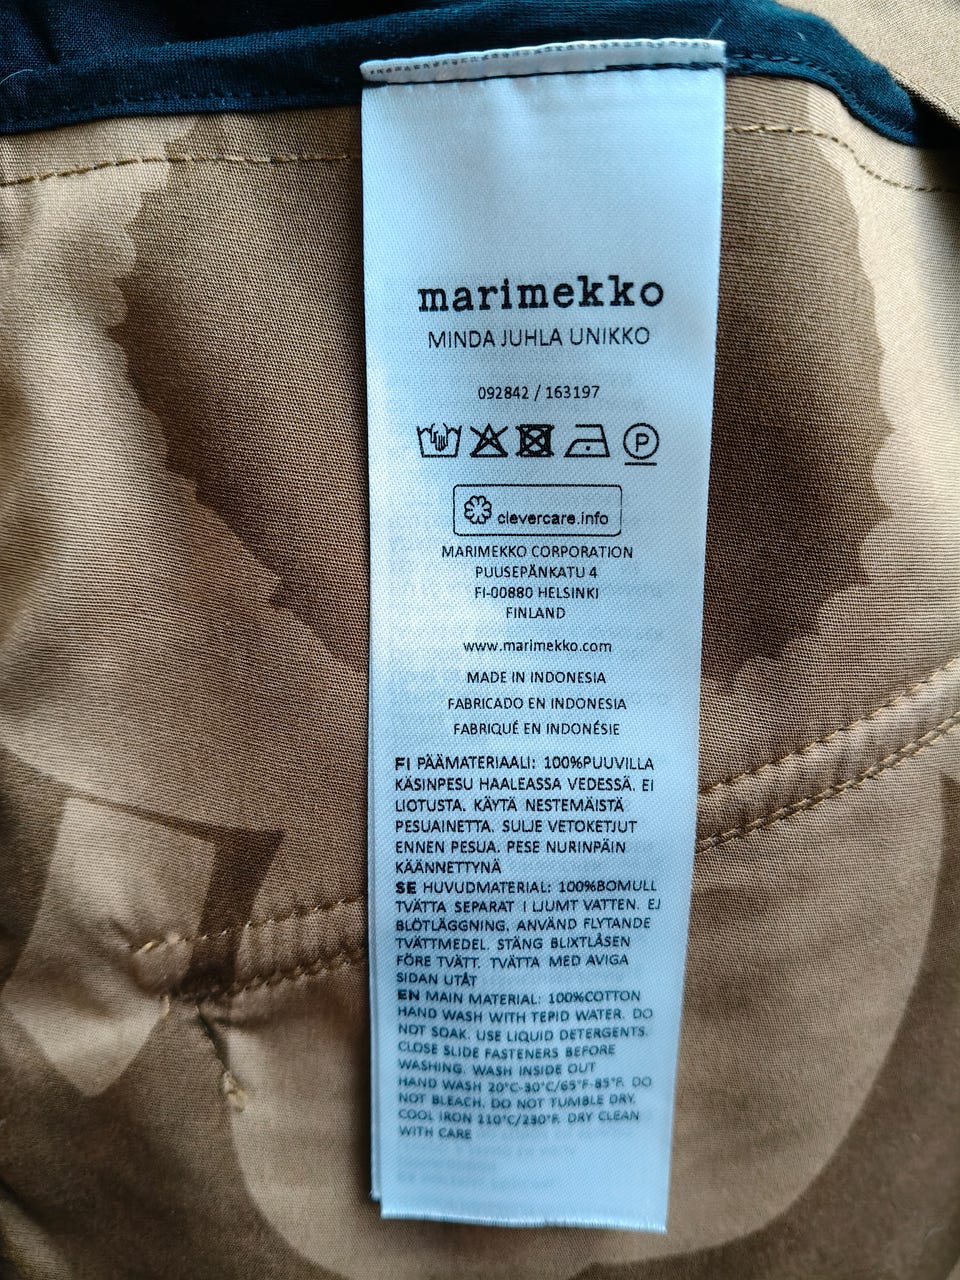 marimekko
MINDA JUHLA UNIKKO
092842 / 163197
clevercare.info
MARIMEKKO CORPORATION
PUUSEPÄNKATU 4
FI-00880 HELSINKI
FINLAND
www.marimekko.com
MADE IN INDONESIA
FABRICADO EN INDONESIA
FABRIQUÉ EN INDONÉSIE
FI PÄÄMATERIAALI: 100%PUUVILLA
KÄSINPESU HAALEASSA VEDESSÄ. EI
LIOTUSTA. KÄYTÄ NESTEMÄISTÄ
PESUAINETTA. SULJE VETOKETJUT
ENNEN PESUA. PESE NURINPÄIN
KÄÄNNETTYNÄ
SE HUVUDMATERIAL: 100%BOMULL
TVÄTTA SEPARAT I LJUMT VATTEN. EJ
BLÖTLÄGGNING. ANVÄND FLYTANDE
TVÄTTMEDEL. STÄNG BLIXTLÅSEN
FÖRE TVÄTT. TVÄTTA MED AVIGA
SIDAN UTÅT
EN MAIN MATERIAL: 100%COTTON
HAND WASH WITH TEPID WATER. DO
NOT SOAK. USE LIQUID DETERGENTS.
CLOSE SLIDE FASTENERS BEFORE
WASHING. WASH INSIDE OUT
HAND WASH 20°C-30°C/65°F-85°F. DO
NOT BLEACH. DO NOT TUMBLE DRY.
COOL IRON 110°C/230°F. DRY CLEAN
WITH CARE